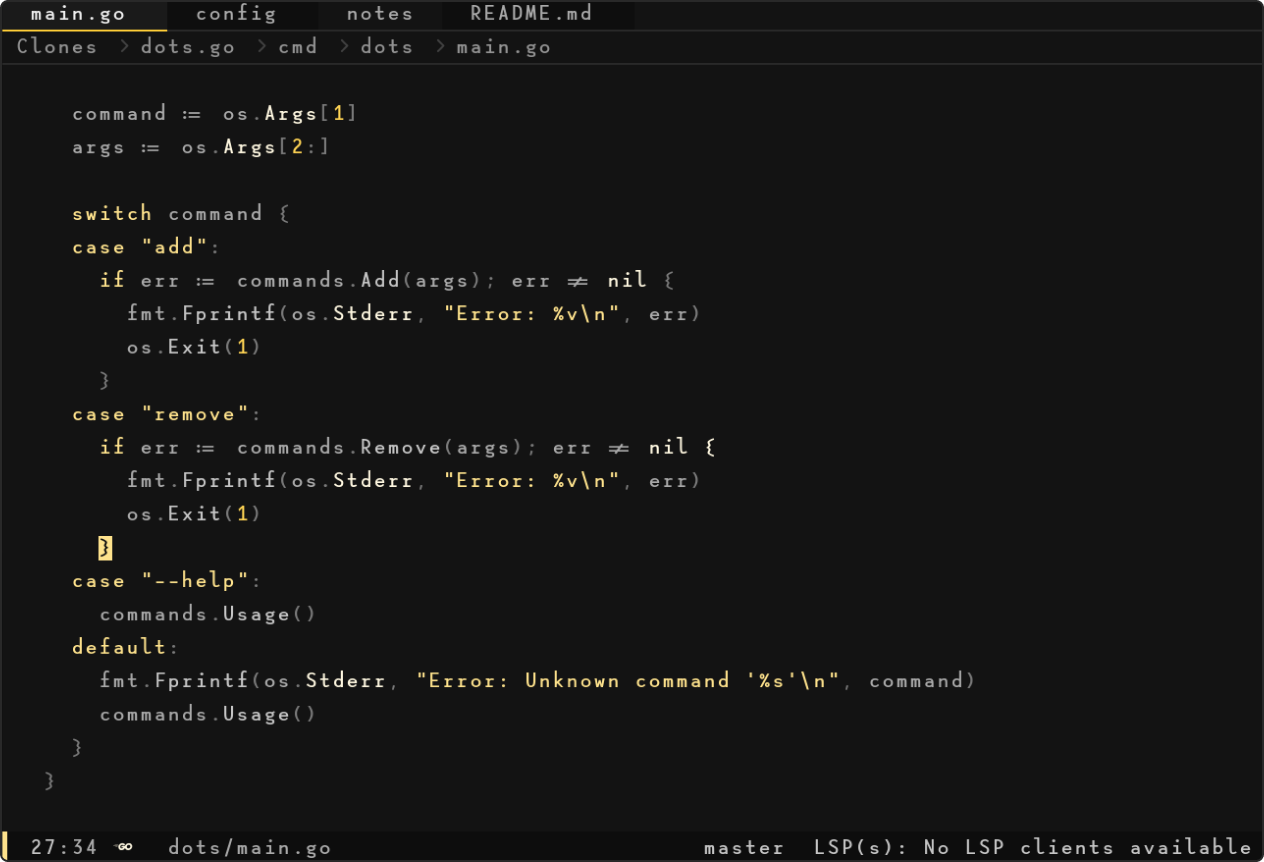 main.go config notes README.md
Clones > dots.go > cmd > dots > main.go
command := os.Args[1]
args := os.Args[2:]
switch command {
case "add":
if err := commands.Add(args); err != nil {
fmt.Fprintf(os.Stderr, "Error: %v\n", err)
os.Exit(1)
}
case "remove":
if err := commands.Remove(args); err != nil {
fmt.Fprintf(os.Stderr, "Error: %v\n", err)
os.Exit(1)
}
case "--help":
commands.Usage()
default:
fmt.Fprintf(os.Stderr, "Error: Unknown command '%s'\n", command)
commands.Usage()
}
}
27:34 GO dots/main.go master LSP(s): No LSP clients available